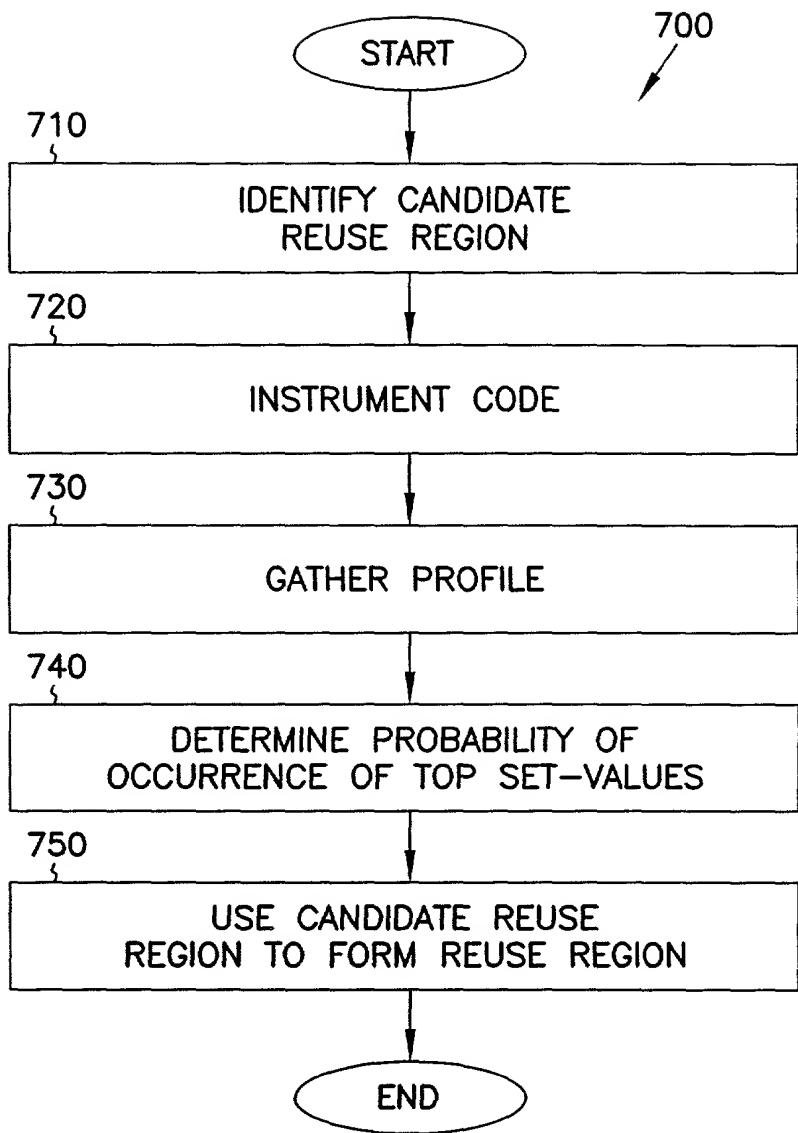 START
700
710
IDENTIFY CANDIDATE
REUSE REGION
720
INSTRUMENT CODE
730
GATHER PROFILE
740
DETERMINE PROBABILITY OF
OCCURRENCE OF TOP SET-VALUES
750
USE CANDIDATE REUSE
REGION TO FORM REUSE REGION
END